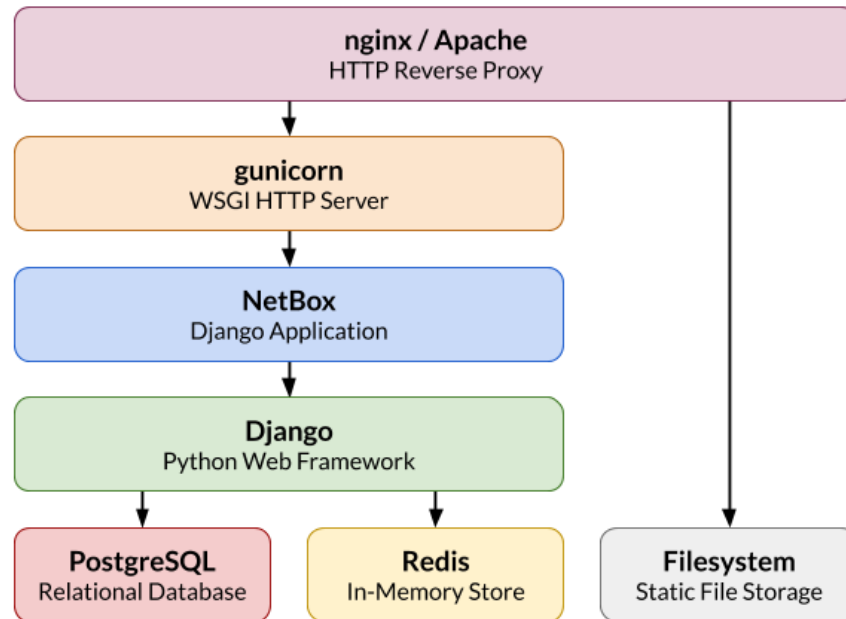 nginx / Apache
HTTP Reverse Proxy
gunicorn
WSGI HTTP Server
NetBox
Django Application
Django
Python Web Framework
PostgreSQL
Relational Database
Redis
In-Memory Store
Filesystem
Static File Storage